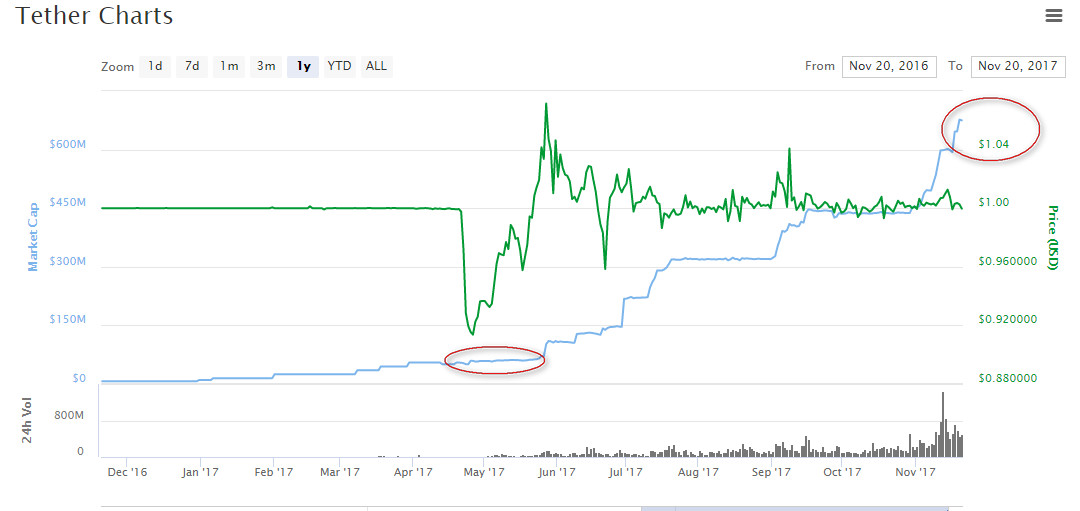 Tether Charts
Zoom 1d 7d 1m 3m 1y YTD ALL From Nov 20, 2016 To Nov 20, 2017
$600M $1.04
$450M $1.00
$300M $0.960000
$150M $0.920000
$0 $0.880000
Market Cap
Price (USD)
24h Vol
800M
0
Dec '16 Jan '17 Feb '17 Mar '17 Apr '17 May '17 Jun '17 Jul '17 Aug '17 Sep '17 Oct '17 Nov '17